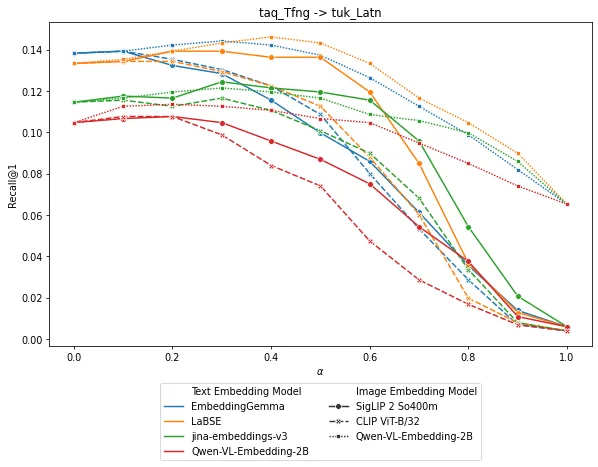 taq_Tfng -> tuk_Latn
Recall@1
0.14
0.12
0.10
0.08
0.06
0.04
0.02
0.00
0.0 0.2 0.4 0.6 0.8 1.0
α
Text Embedding Model
EmbeddingGemma
LaBSE
jina-embeddings-v3
Qwen-VL-Embedding-2B
Image Embedding Model
SigLIP 2 So400m
CLIP ViT-B/32
Qwen-VL-Embedding-2B